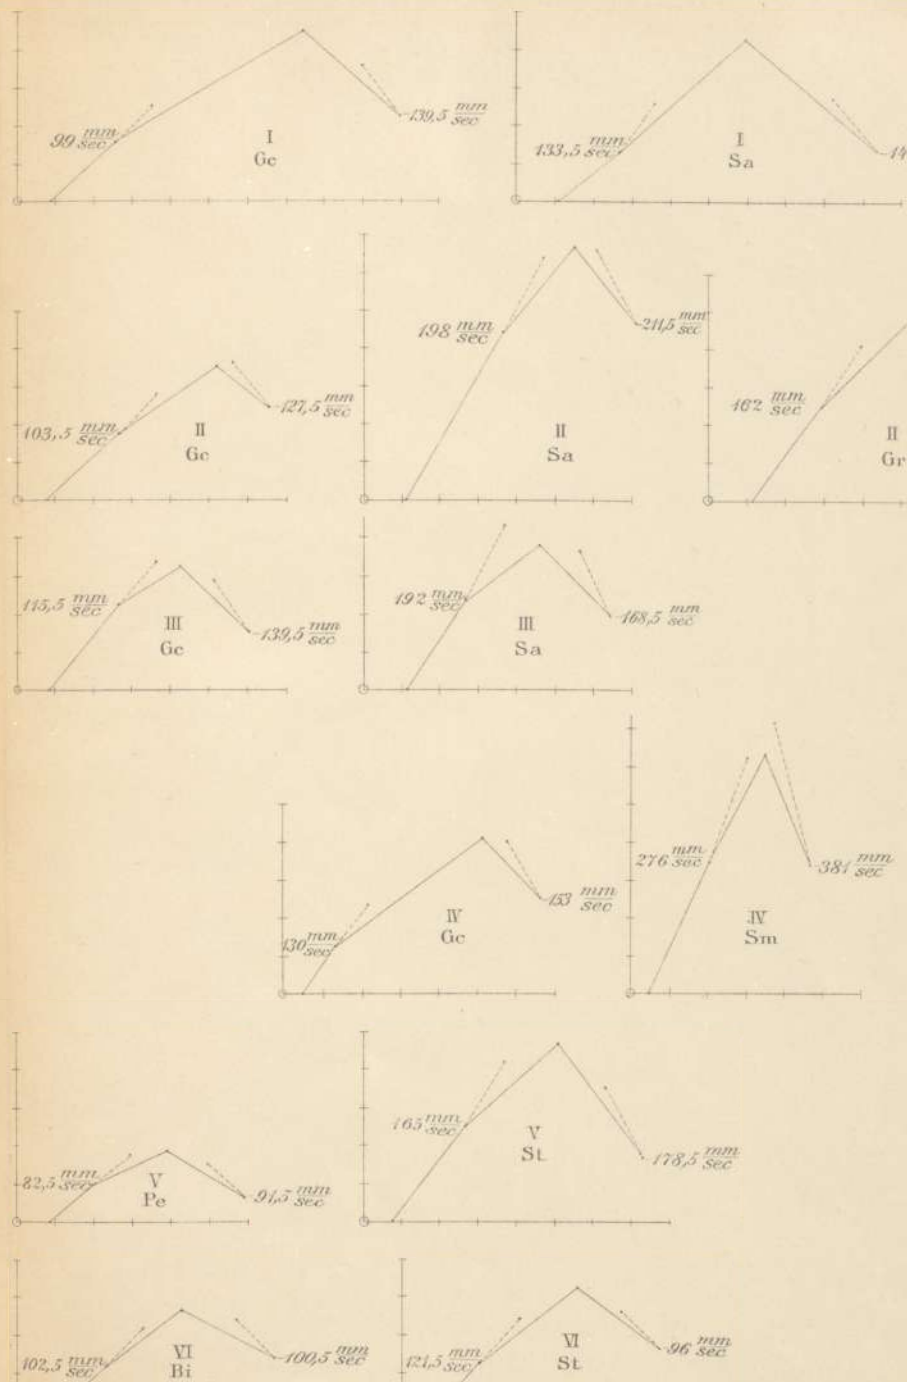 99 mm/sec
139,5 mm/sec
I
Gc
133,5 mm/sec
14
I
Sa
103,5 mm/sec
127,5 mm/sec
II
Gc
198 mm/sec
211,5 mm/sec
II
Sa
162 mm/sec
II
Gr
115,5 mm/sec
139,5 mm/sec
III
Gc
192 mm/sec
168,5 mm/sec
III
Sa
130 mm/sec
153 mm/sec
IV
Gc
276 mm/sec
381 mm/sec
IV
Sm
82,5 mm/sec
91,5 mm/sec
V
Pe
165 mm/sec
178,5 mm/sec
V
St
102,5 mm/sec
100,5 mm/sec
VI
Bi
121,5 mm/sec
96 mm/sec
VI
St